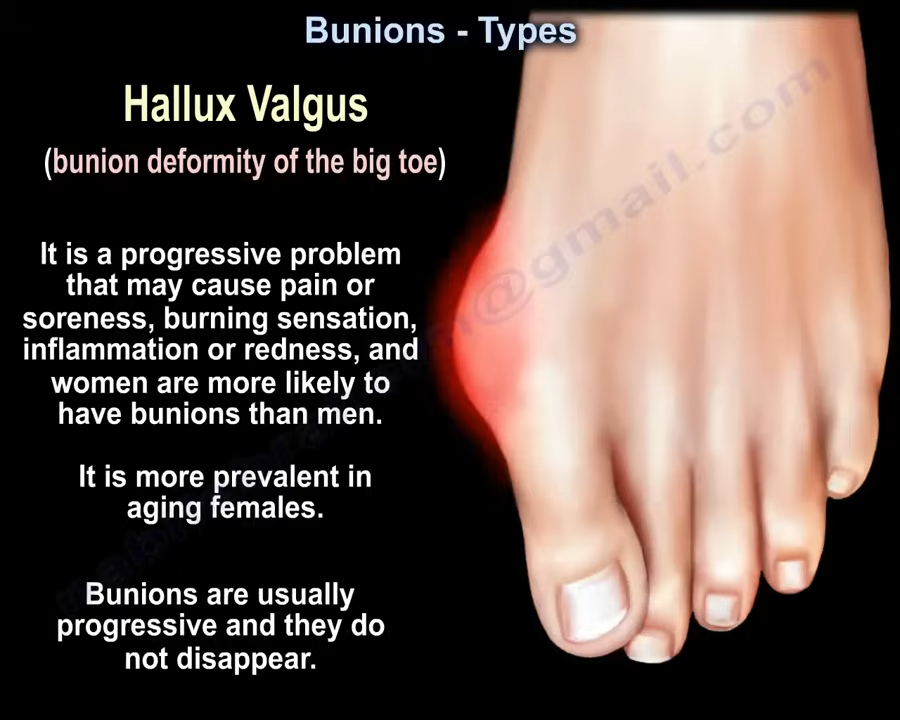 Bunions - Types
Hallux Valgus
(bunion deformity of the big toe)
It is a progressive problem
that may cause pain or
soreness, burning sensation,
inflammation or redness, and
women are more likely to
have bunions than men.
It is more prevalent in
aging females.
Bunions are usually
progressive and they do
not disappear.
@gmail.com